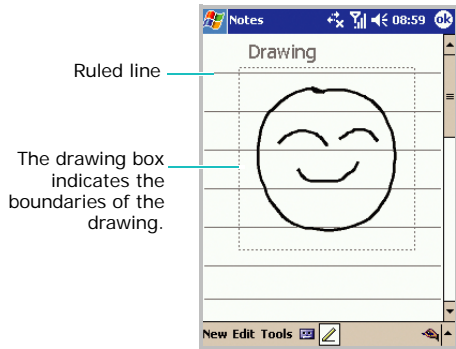 Notes 08:59 ok
Drawing
Ruled line
The drawing box
indicates the
boundaries of the
drawing.
New Edit Tools